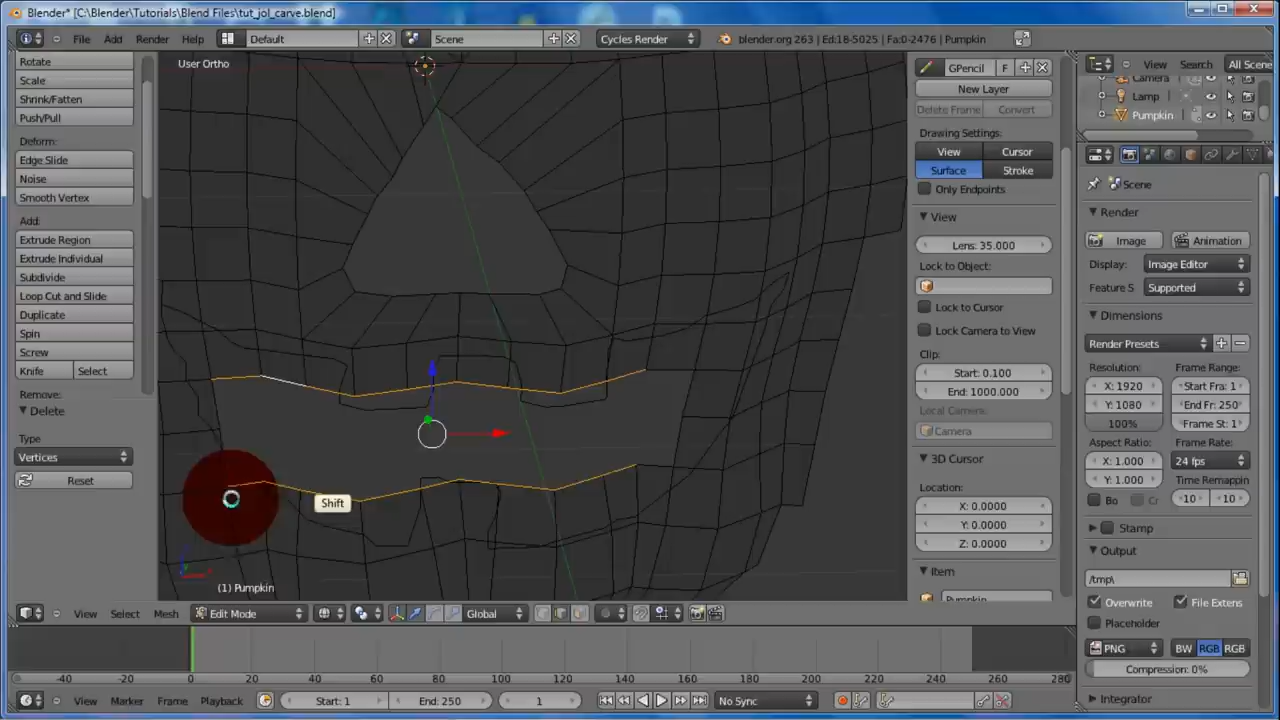 Blender* [C:\Blender\Tutorials\Blend Files\tut_jol_carve.blend]
File Add Render Help Default Scene Cycles Render blender.org 263 | Ed:18-5025 | Fa:0-2476 | Pumpkin
Rotate
Scale
Shrink/Fatten
Push/Pull
Deform:
Edge Slide
Noise
Smooth Vertex
Add:
Extrude Region
Extrude Individual
Subdivide
Loop Cut and Slide
Duplicate
Spin
Screw
Knife Select
Remove:
Delete
Type
Vertices
Reset
User Ortho
Shift
(1) Pumpkin
GPencil F
New Layer
Delete Frame Convert
Drawing Settings:
View Cursor
Surface Stroke
Only Endpoints
View
Lens: 35.000
Lock to Object:
Lock to Cursor
Lock Camera to View
Clip:
Start: 0.100
End: 1000.000
Local Camera:
Camera
3D Cursor
Location:
X: 0.0000
Y: 0.0000
Z: 0.0000
Item
Pumpkin
View Search All Scene
Camera
Lamp
Pumpkin
Scene
Render
Image Animation
Display: Image Editor
Feature S Supported
Dimensions
Render Presets
Resolution: Frame Range:
X: 1920 Start Fra: 1
Y: 1080 End Fr: 250
100% Frame St: 1
Aspect Ratio: Frame Rate:
X: 1.000 24 fps
Y: 1.000 Time Remappin
Bo Cr 10 10
Stamp
Output
/tmp\
Overwrite File Extens
Placeholder
PNG BW RGB RGB
Compression: 0%
Integrator
View Select Mesh Edit Mode Global
-40 -20 0 20 40 60 80 100 120 140 160 180 200 220 240 260 280
View Marker Frame Playback Start: 1 End: 250 1 No Sync